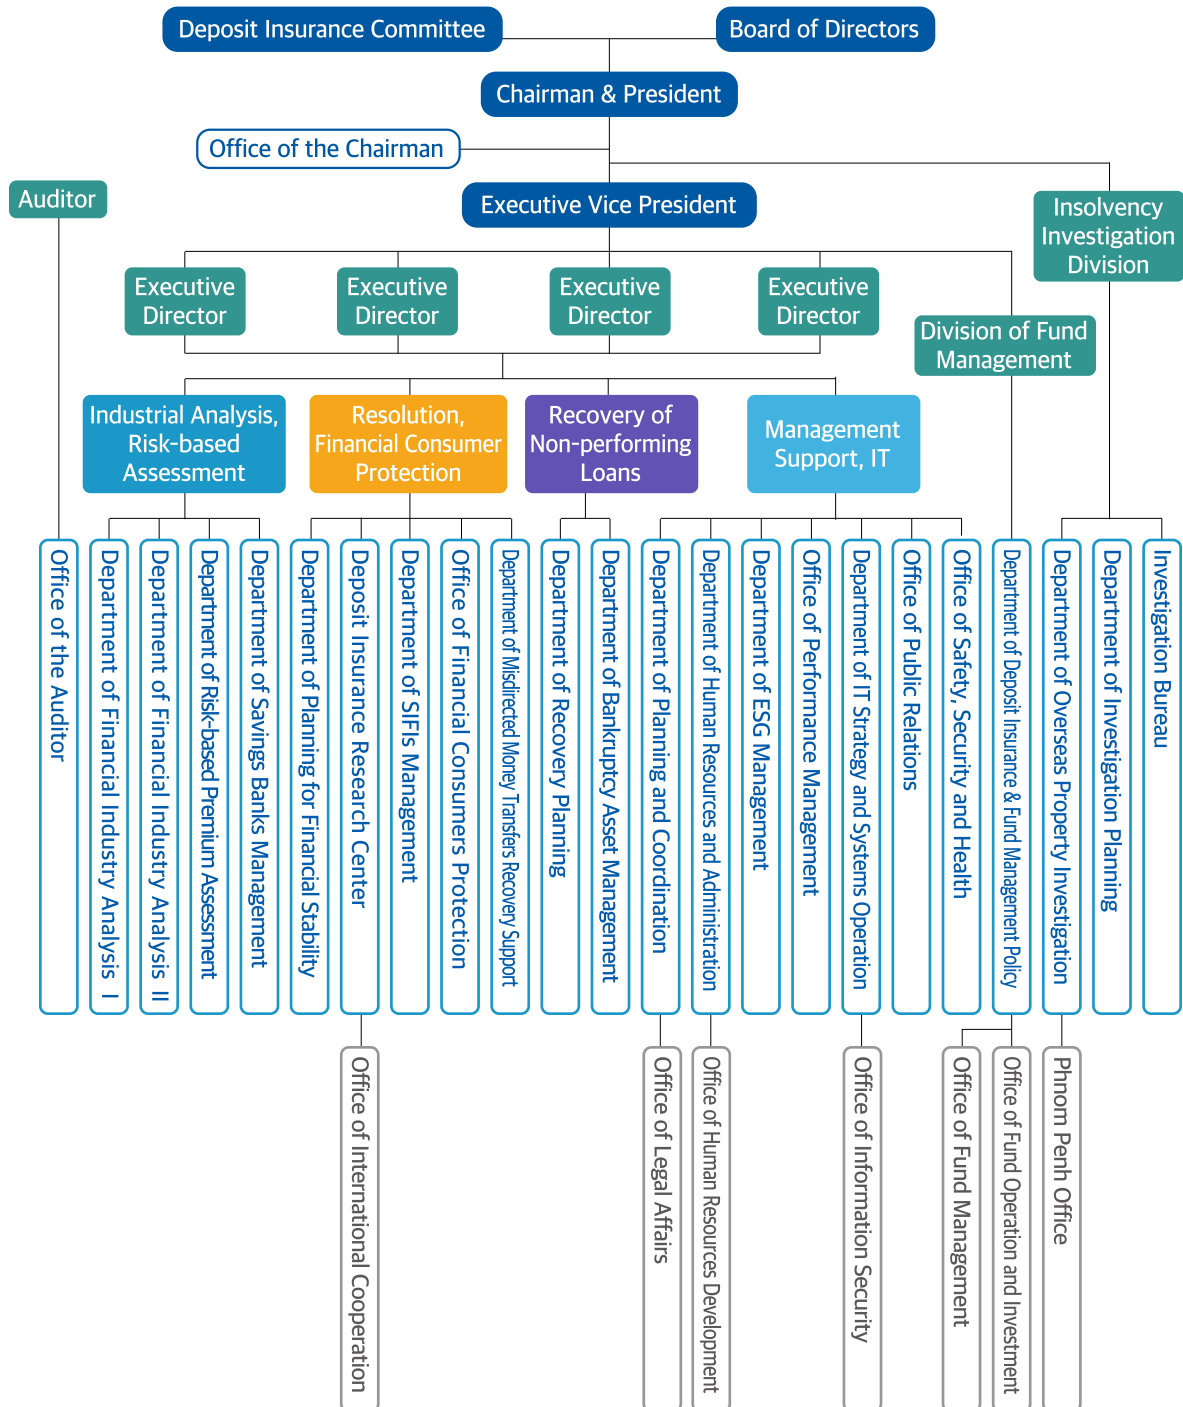 Deposit Insurance Committee
Board of Directors
Chairman & President
Office of the Chairman
Auditor
Executive Vice President
Insolvency
Investigation
Division
Executive
Director
Executive
Director
Executive
Director
Executive
Director
Division of Fund
Management
Industrial Analysis,
Risk-based
Assessment
Resolution,
Financial Consumer
Protection
Recovery of
Non-performing
Loans
Management
Support, IT
Office of the Auditor
Department of Financial Industry Analysis Ⅰ
Department of Financial Industry Analysis Ⅱ
Department of Risk-based Premium Assessment
Department of Savings Banks Management
Department of Planning for Financial Stability
Deposit Insurance Research Center
Department of SIFIs Management
Office of Financial Consumers Protection
Department of Misdirected Money Transfers Recovery Support
Department of Recovery Planning
Department of Bankruptcy Asset Management
Department of Planning and Coordination
Department of Human Resources and Administration
Department of ESG Management
Office of Performance Management
Department of IT Strategy and Systems Operation
Office of Public Relations
Office of Safety, Security and Health
Department of Deposit Insurance & Fund Management Policy
Department of Overseas Property Investigation
Department of Investigation Planning
Investigation Bureau
Office of International Cooperation
Office of Legal Affairs
Office of Human Resources Development
Office of Information Security
Office of Fund Management
Office of Fund Operation and Investment
Phnom Penh Office